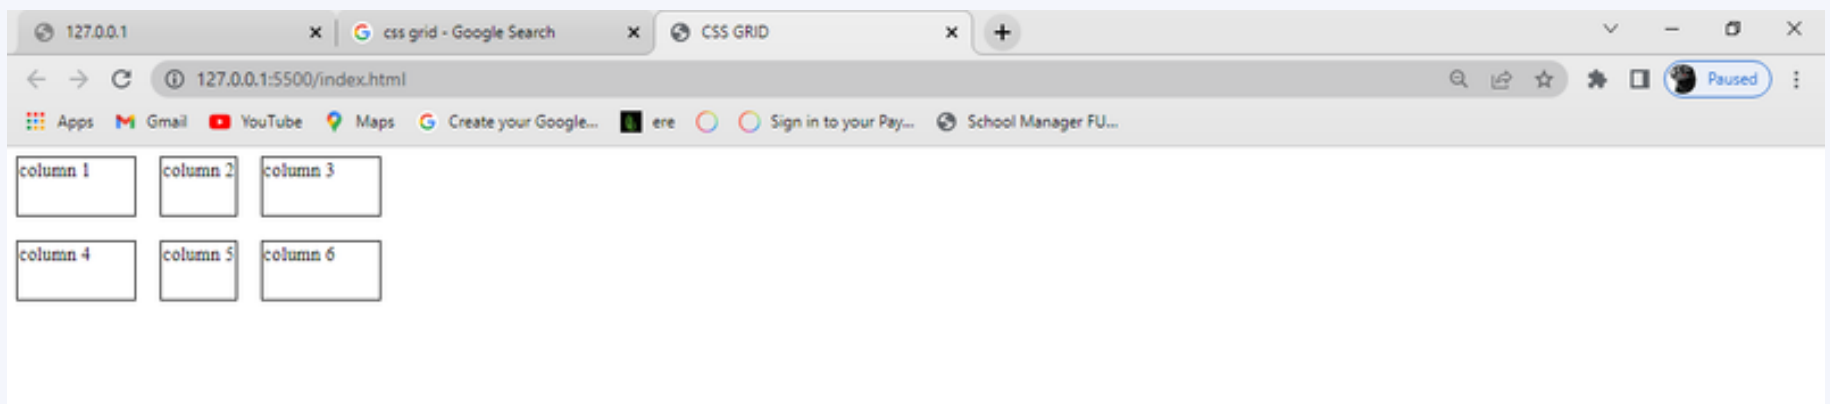 127.0.0.1 css grid - Google Search CSS GRID
127.0.0.1:5500/index.html Paused
Apps Gmail YouTube Maps Create your Google... ere Sign in to your Pay... School Manager FU...
column 1 column 2 column 3
column 4 column 5 column 6